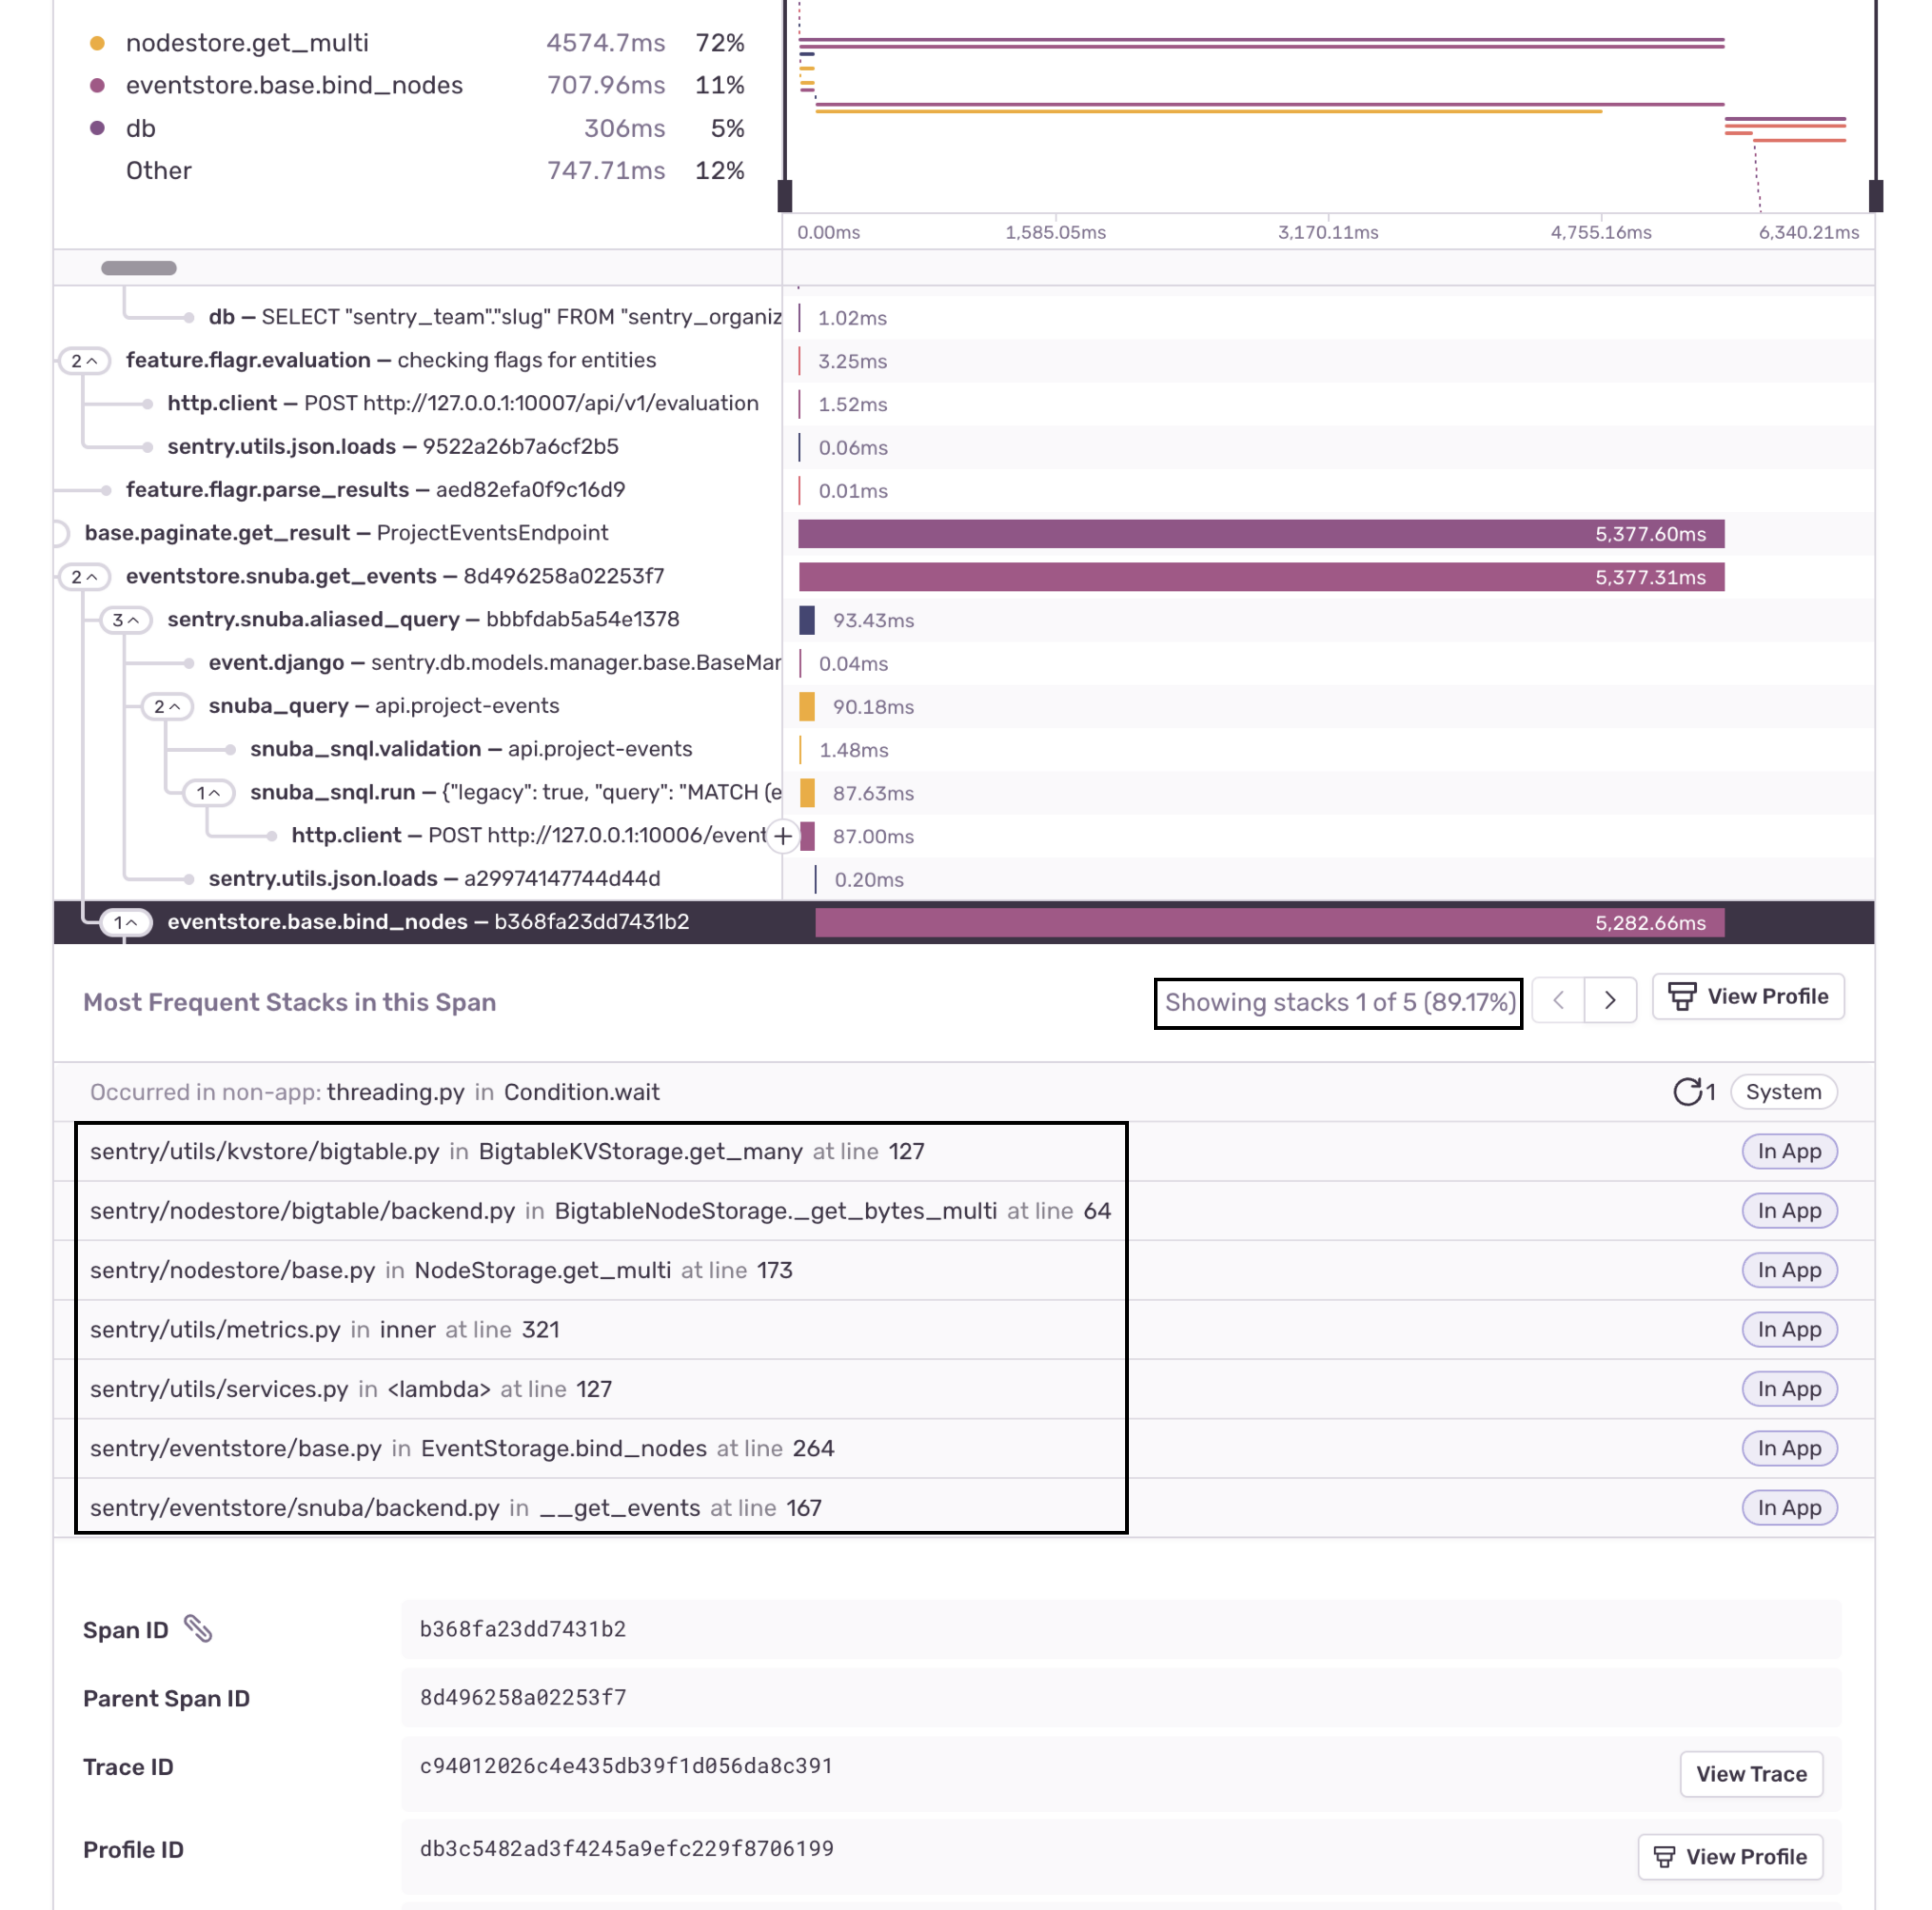 nodestore.get_multi 4574.7ms 72%
eventstore.base.bind_nodes 707.96ms 11%
db 306ms 5%
Other 747.71ms 12%
0.00ms 1,585.05ms 3,170.11ms 4,755.16ms 6,340.21ms
db — SELECT "sentry_team"."slug" FROM "sentry_organiz 1.02ms
2 feature.flagr.evaluation — checking flags for entities 3.25ms
http.client — POST http://127.0.0.1:10007/api/v1/evaluation 1.52ms
sentry.utils.json.loads — 9522a26b7a6cf2b5 0.06ms
feature.flagr.parse_results — aed82efa0f9c16d9 0.01ms
base.paginate.get_result — ProjectEventsEndpoint 5,377.60ms
2 eventstore.snuba.get_events — 8d496258a02253f7 5,377.31ms
3 sentry.snuba.aliased_query — bbbfdab5a54e1378 93.43ms
event.django — sentry.db.models.manager.base.BaseMar 0.04ms
2 snuba_query — api.project-events 90.18ms
snuba_snql.validation — api.project-events 1.48ms
1 snuba_snql.run — {"legacy": true, "query": "MATCH (e 87.63ms
http.client — POST http://127.0.0.1:10006/event + 87.00ms
sentry.utils.json.loads — a29974147744d44d 0.20ms
1 eventstore.base.bind_nodes — b368fa23dd7431b2 5,282.66ms
Most Frequent Stacks in this Span Showing stacks 1 of 5 (89.17%) View Profile
Occurred in non-app: threading.py in Condition.wait 1 System
sentry/utils/kvstore/bigtable.py in BigtableKVStorage.get_many at line 127 In App
sentry/nodestore/bigtable/backend.py in BigtableNodeStorage._get_bytes_multi at line 64 In App
sentry/nodestore/base.py in NodeStorage.get_multi at line 173 In App
sentry/utils/metrics.py in inner at line 321 In App
sentry/utils/services.py in <lambda> at line 127 In App
sentry/eventstore/base.py in EventStorage.bind_nodes at line 264 In App
sentry/eventstore/snuba/backend.py in __get_events at line 167 In App
Span ID b368fa23dd7431b2
Parent Span ID 8d496258a02253f7
Trace ID c94012026c4e435db39f1d056da8c391 View Trace
Profile ID db3c5482ad3f4245a9efc229f8706199 View Profile